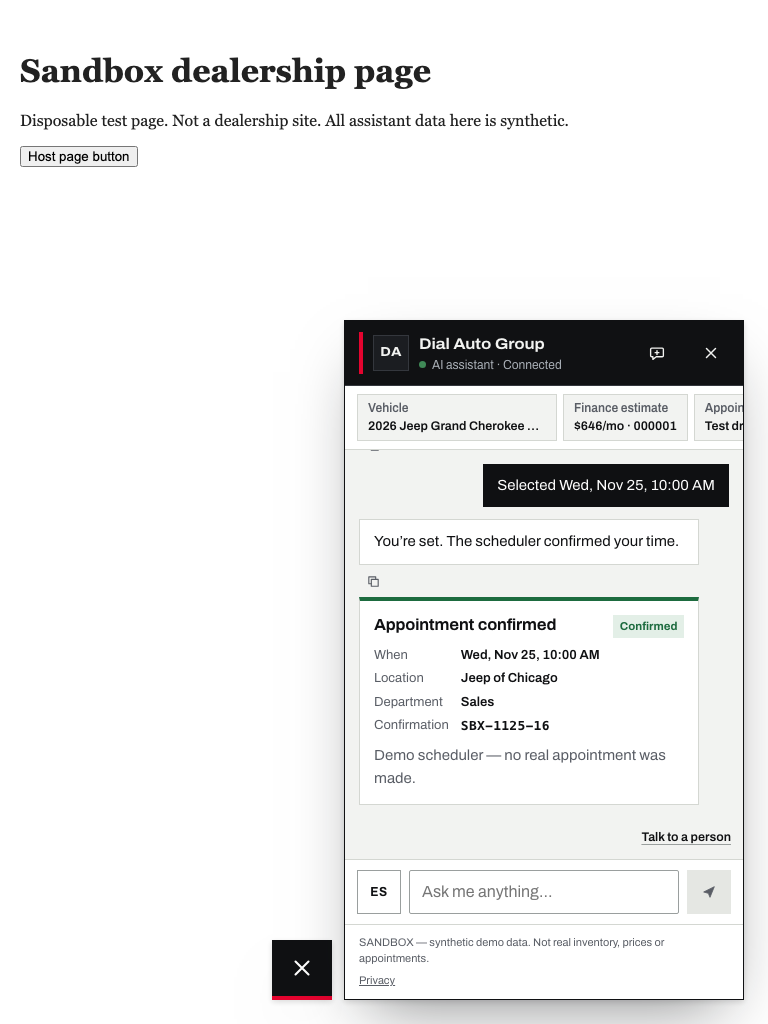 Sandbox dealership page
Disposable test page. Not a dealership site. All assistant data here is synthetic.
Host page button
DA
Dial Auto Group
AI assistant · Connected
Vehicle
2026 Jeep Grand Cherokee …
Finance estimate
$646/mo · 000001
Appoin
Test dr
Selected Wed, Nov 25, 10:00 AM
You’re set. The scheduler confirmed your time.
Appointment confirmed
Confirmed
When Wed, Nov 25, 10:00 AM
Location Jeep of Chicago
Department Sales
Confirmation SBX–1125–16
Demo scheduler — no real appointment was
made.
Talk to a person
ES
Ask me anything…
SANDBOX — synthetic demo data. Not real inventory, prices or
appointments.
Privacy